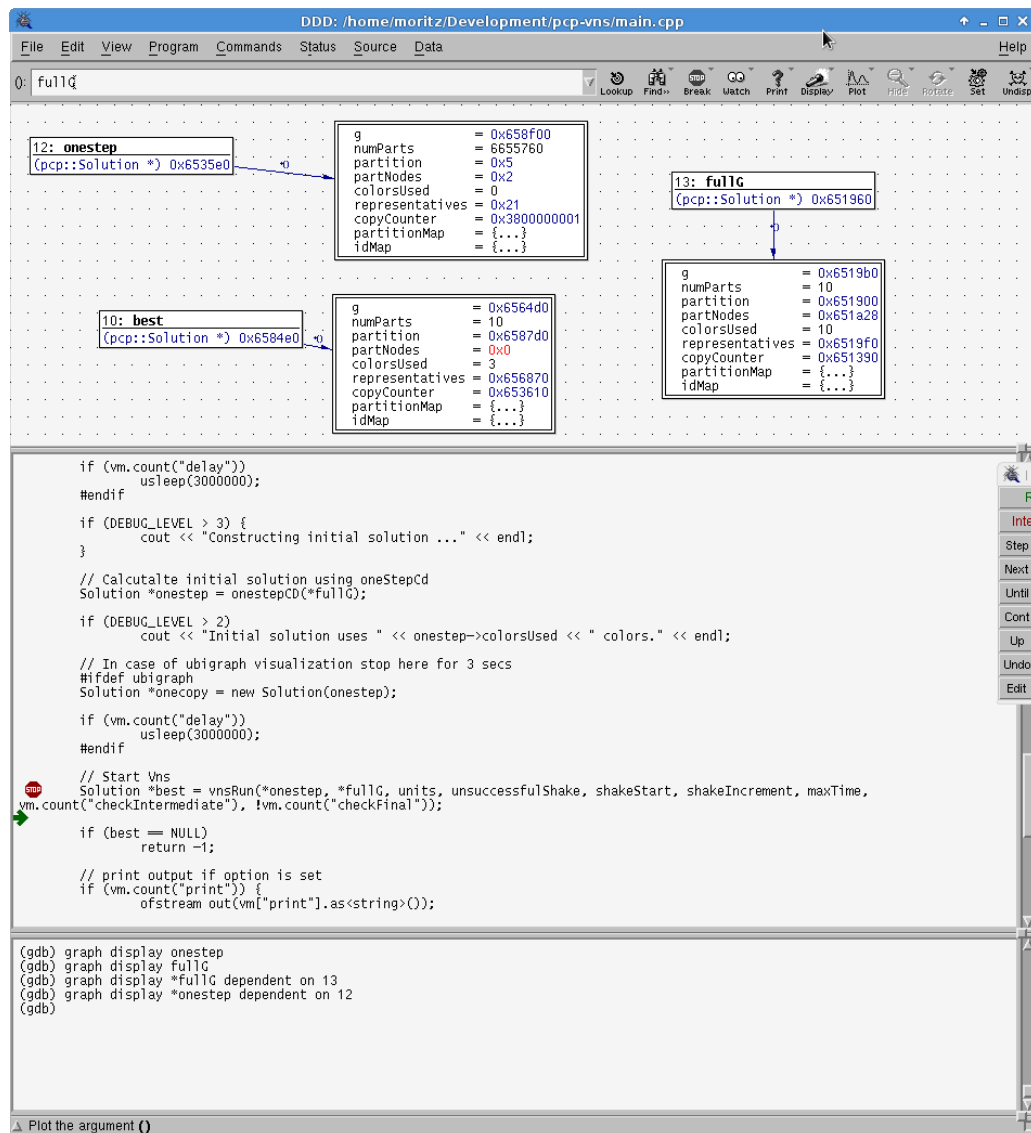 DDD: /home/moritz/Development/pcp-vns/main.cpp
File Edit View Program Commands Status Source Data Help
(): fullG
Lookup Find>> Break Watch Print Display Plot Hide Rotate Set Undisp
12: onestep
(pcp::Solution *) 0x6535e0
*()
g = 0x658f00
numParts = 6655760
partition = 0x5
partNodes = 0x2
colorsUsed = 0
representatives = 0x21
copyCounter = 0x3800000001
partitionMap = {...}
idMap = {...}
13: fullG
(pcp::Solution *) 0x651960
*()
g = 0x6519b0
numParts = 10
partition = 0x651900
partNodes = 0x651a28
colorsUsed = 10
representatives = 0x6519f0
copyCounter = 0x651390
partitionMap = {...}
idMap = {...}
10: best
(pcp::Solution *) 0x6584e0
*()
g = 0x6564d0
numParts = 10
partition = 0x6587d0
partNodes = 0x0
colorsUsed = 3
representatives = 0x656870
copyCounter = 0x653610
partitionMap = {...}
idMap = {...}
if (vm.count("delay"))
usleep(3000000);
#endif
if (DEBUG_LEVEL > 3) {
cout << "Constructing initial solution ..." << endl;
}
// Calcutalte initial solution using oneStepCd
Solution *onestep = onestepCD(*fullG);
if (DEBUG_LEVEL > 2)
cout << "Initial solution uses " << onestep->colorsUsed << " colors." << endl;
// In case of ubigraph visualization stop here for 3 secs
#ifdef ubigraph
Solution *onecopy = new Solution(onestep);
if (vm.count("delay"))
usleep(3000000);
#endif
// Start Vns
STOP
Solution *best = vnsRun(*onestep, *fullG, units, unsuccessfulShake, shakeStart, shakeIncrement, maxTime,
vm.count("checkIntermediate"), !vm.count("checkFinal"));
if (best == NULL)
return -1;
// print output if option is set
if (vm.count("print")) {
ofstream out(vm["print"].as<string>());
R
Inte
Step
Next
Until
Cont
Up
Undo
Edit
(gdb) graph display onestep
(gdb) graph display fullG
(gdb) graph display *fullG dependent on 13
(gdb) graph display *onestep dependent on 12
(gdb)
Plot the argument ()